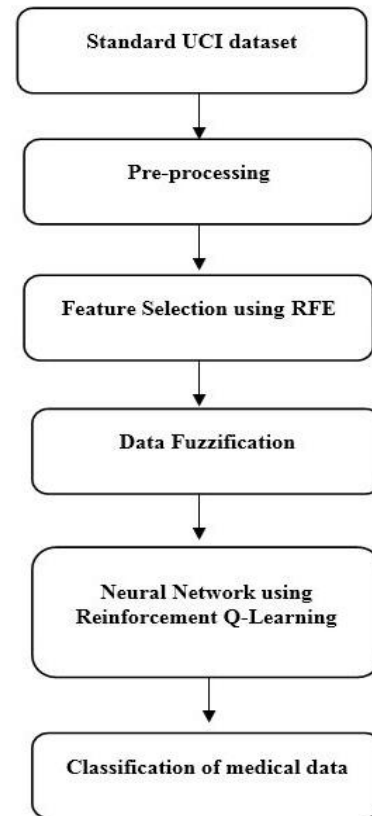 Standard UCI dataset
Pre-processing
Feature Selection using RFE
Data Fuzzification
Neural Network using
Reinforcement Q-Learning
Classification of medical data